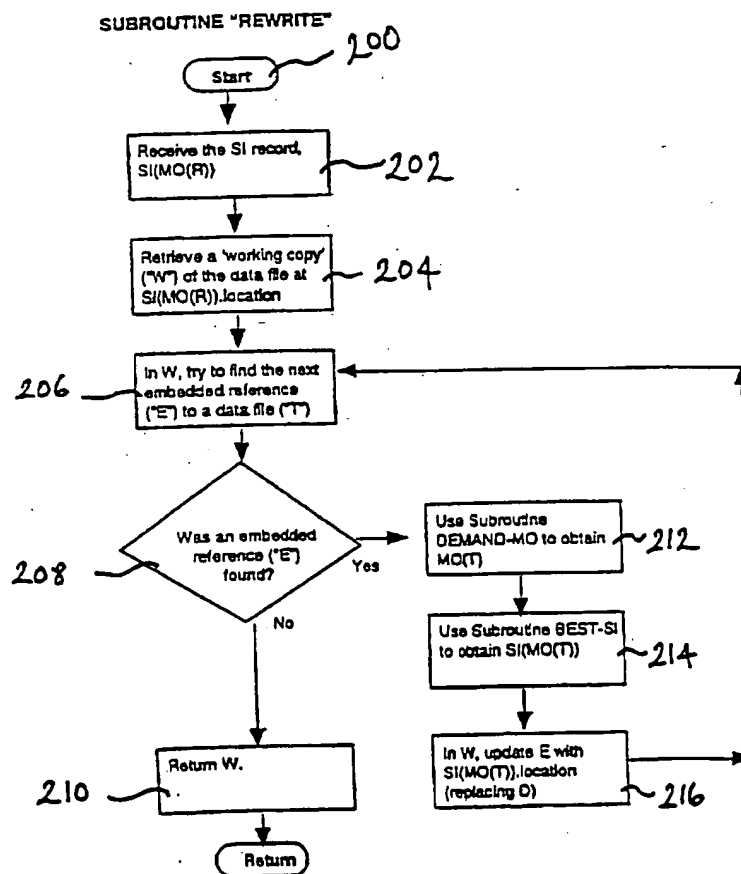 SUBROUTINE "REWRITE"
200
Start
Receive the SI record,
SI(MO(R))
202
Retrieve a 'working copy'
("W") of the data file at
SI(MO(R)).location
204
In W, try to find the next
embedded reference
("E") to a data file ("T")
206
Was an embedded
reference ("E")
found?
208
Yes
No
Use Subroutine
DEMAND-MO to obtain
MO(T)
212
Use Subroutine BEST-SI
to obtain SI(MO(T))
214
In W, update E with
SI(MO(T)).location
(replacing D)
216
Return W.
210
Return